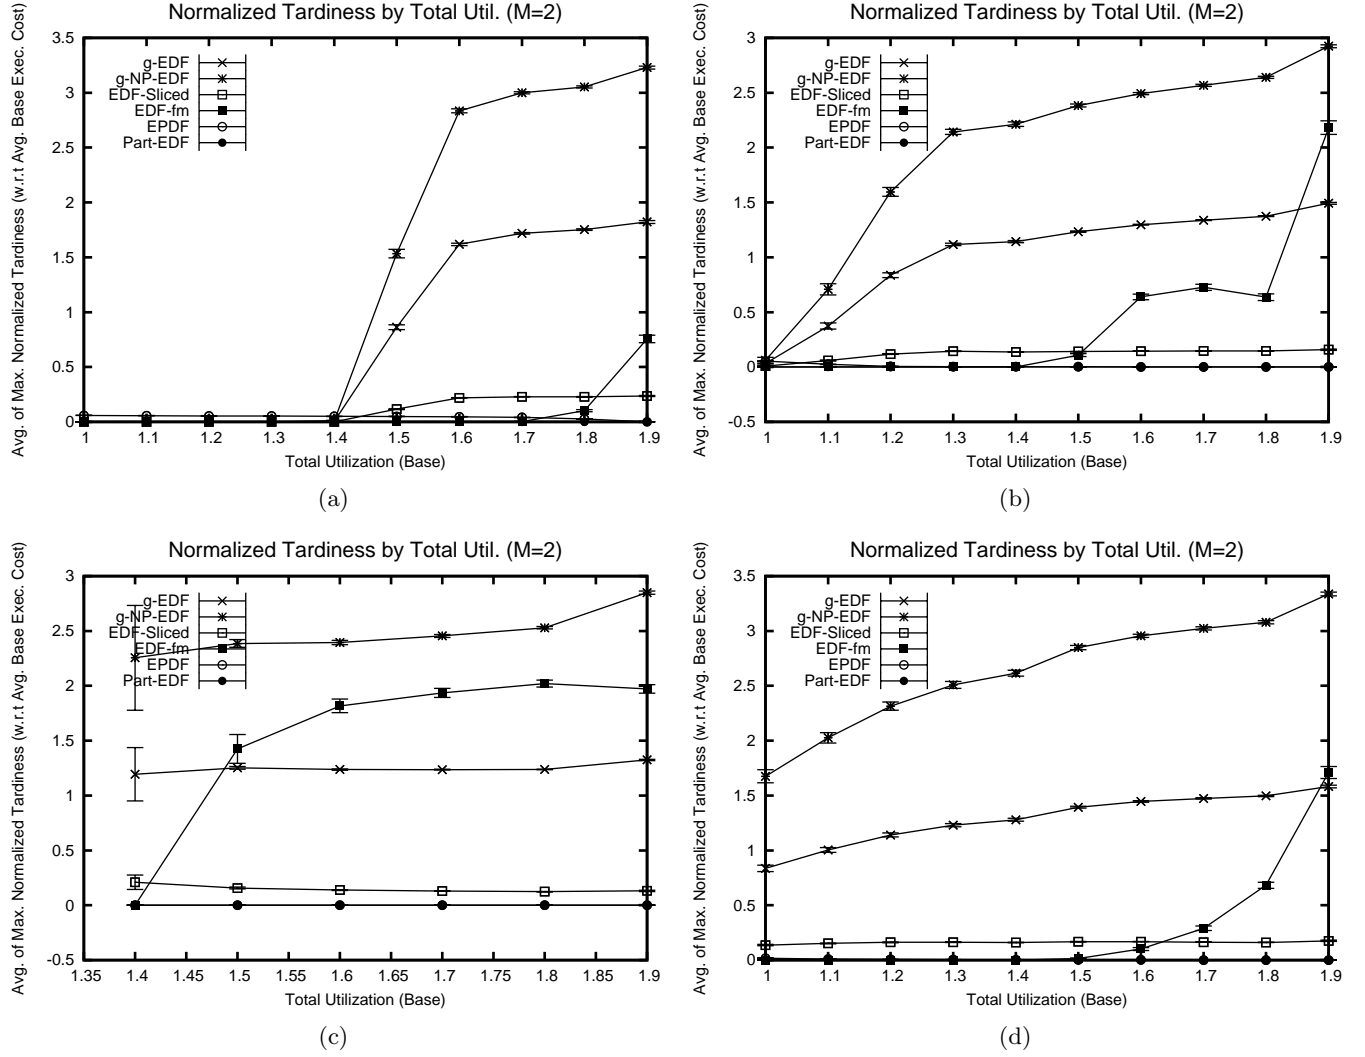 Normalized Tardiness by Total Util. (M=2)
Avg. of Max. Normalized Tardiness (w.r.t Avg. Base Exec. Cost)
3.5
3
2.5
2
1.5
1
0.5
0
g-EDF
g-NP-EDF
EDF-Sliced
EDF-fm
EPDF
Part-EDF
1 1.1 1.2 1.3 1.4 1.5 1.6 1.7 1.8 1.9
Total Utilization (Base)
(a)
Normalized Tardiness by Total Util. (M=2)
Avg. of Max. Normalized Tardiness (w.r.t Avg. Base Exec. Cost)
3
2.5
2
1.5
1
0.5
0
-0.5
g-EDF
g-NP-EDF
EDF-Sliced
EDF-fm
EPDF
Part-EDF
1 1.1 1.2 1.3 1.4 1.5 1.6 1.7 1.8 1.9
Total Utilization (Base)
(b)
Normalized Tardiness by Total Util. (M=2)
Avg. of Max. Normalized Tardiness (w.r.t Avg. Base Exec. Cost)
3
2.5
2
1.5
1
0.5
0
-0.5
g-EDF
g-NP-EDF
EDF-Sliced
EDF-fm
EPDF
Part-EDF
1.35 1.4 1.45 1.5 1.55 1.6 1.65 1.7 1.75 1.8 1.85 1.9
Total Utilization (Base)
(c)
Normalized Tardiness by Total Util. (M=2)
Avg. of Max. Normalized Tardiness (w.r.t Avg. Base Exec. Cost)
3.5
3
2.5
2
1.5
1
0.5
0
g-EDF
g-NP-EDF
EDF-Sliced
EDF-fm
EPDF
Part-EDF
1 1.1 1.2 1.3 1.4 1.5 1.6 1.7 1.8 1.9
Total Utilization (Base)
(d)